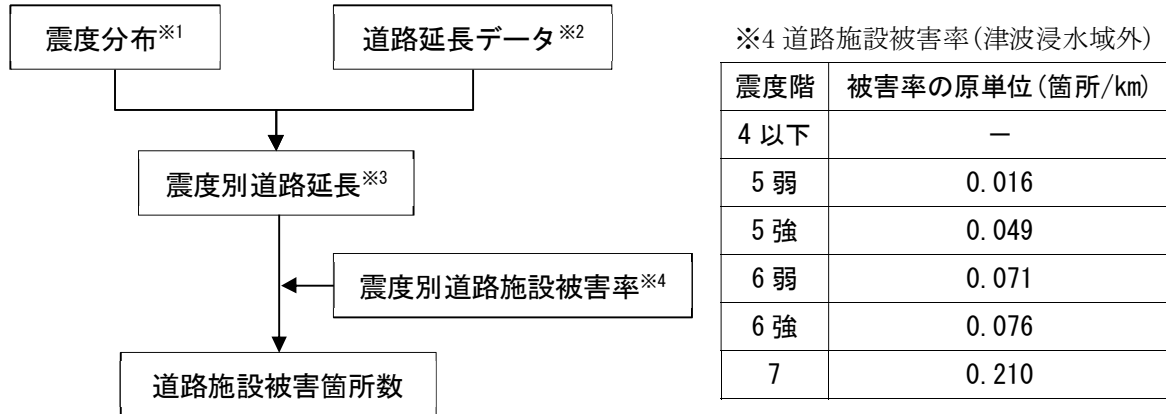 震度分布※1
道路延長データ※2
震度別道路延長※3
震度別道路施設被害率※4
道路施設被害箇所数
※4 道路施設被害率(津波浸水域外)
震度階 被害率の原単位(箇所/km)
4 以下 －
5 弱 0.016
5 強 0.049
6 弱 0.071
6 強 0.076
7 0.210